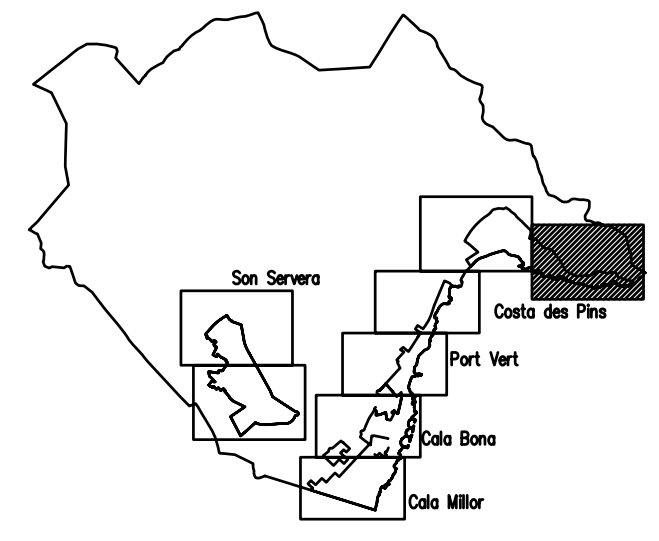 Son Servera
Costa des Pins
Port Vert
Cala Bona
Cala Millor